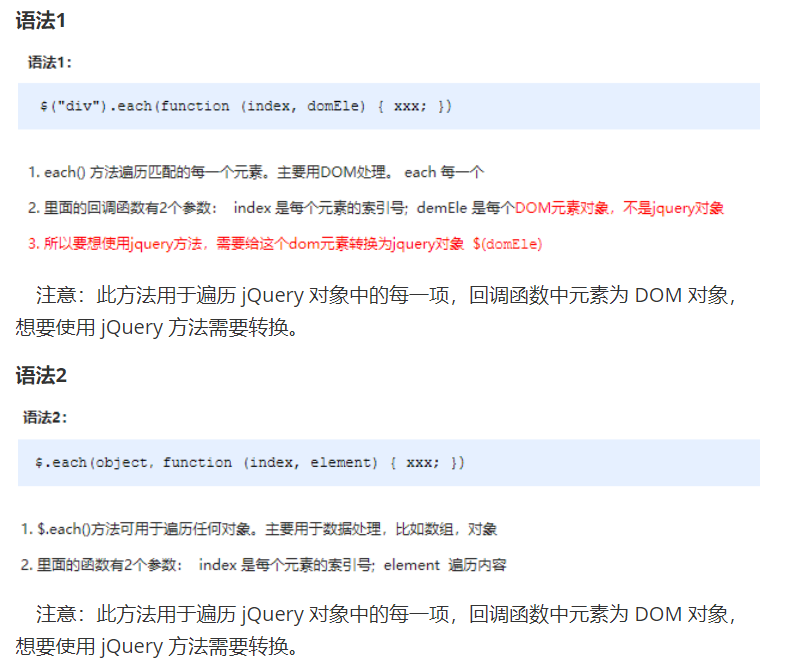 语法1
语法1:
$("div").each(function (index, domEle) { xxx; })
1. each() 方法遍历匹配的每一个元素。主要用DOM处理。 each 每一个
2. 里面的回调函数有2个参数： index 是每个元素的索引号; demEle 是每个DOM元素对象，不是jquery对象
3. 所以要想使用jquery方法，需要给这个dom元素转换为jquery对象 $(domEle)
注意：此方法用于遍历 jQuery 对象中的每一项，回调函数中元素为 DOM 对象，
想要使用 jQuery 方法需要转换。
语法2
语法2:
$.each(object, function (index, element) { xxx; })
1. $.each()方法可用于遍历任何对象。主要用于数据处理，比如数组，对象
2. 里面的函数有2个参数： index 是每个元素的索引号; element 遍历内容
注意：此方法用于遍历 jQuery 对象中的每一项，回调函数中元素为 DOM 对象，
想要使用 jQuery 方法需要转换。